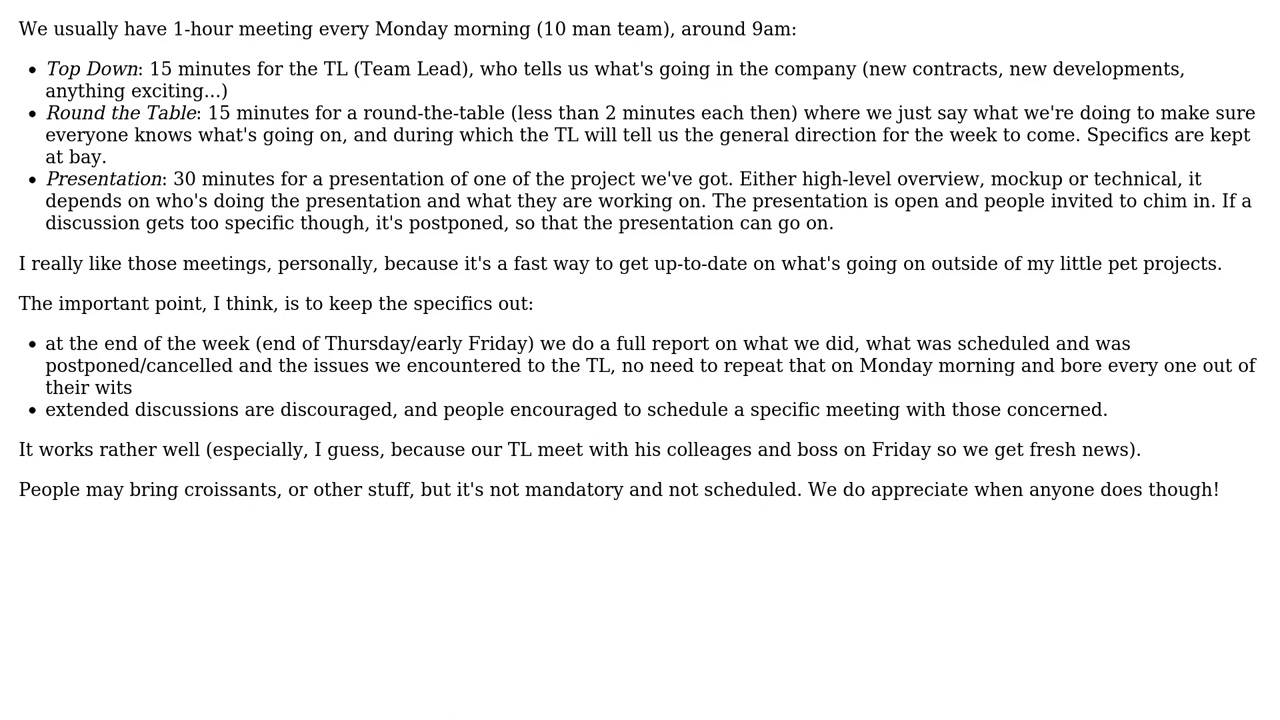 We usually have 1-hour meeting every Monday morning (10 man team), around 9am:
• Top Down: 15 minutes for the TL (Team Lead), who tells us what's going in the company (new contracts, new developments,
anything exciting...)
• Round the Table: 15 minutes for a round-the-table (less than 2 minutes each then) where we just say what we're doing to make sure
everyone knows what's going on, and during which the TL will tell us the general direction for the week to come. Specifics are kept
at bay.
• Presentation: 30 minutes for a presentation of one of the project we've got. Either high-level overview, mockup or technical, it
depends on who's doing the presentation and what they are working on. The presentation is open and people invited to chim in. If a
discussion gets too specific though, it's postponed, so that the presentation can go on.
I really like those meetings, personally, because it's a fast way to get up-to-date on what's going on outside of my little pet projects.
The important point, I think, is to keep the specifics out:
• at the end of the week (end of Thursday/early Friday) we do a full report on what we did, what was scheduled and was
postponed/cancelled and the issues we encountered to the TL, no need to repeat that on Monday morning and bore every one out of
their wits
• extended discussions are discouraged, and people encouraged to schedule a specific meeting with those concerned.
It works rather well (especially, I guess, because our TL meet with his colleages and boss on Friday so we get fresh news).
People may bring croissants, or other stuff, but it's not mandatory and not scheduled. We do appreciate when anyone does though!